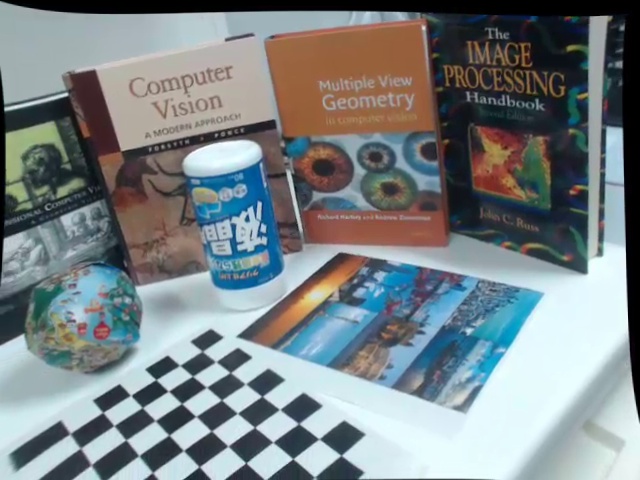 Computer
Vision
A MODERN APPROACH
FORSYTH • PONCE
Multiple View
Geometry
in computer vision
Richard Hartley and Andrew Zisserman
The
IMAGE
PROCESSING
Handbook
Second Edition
John C. Russ